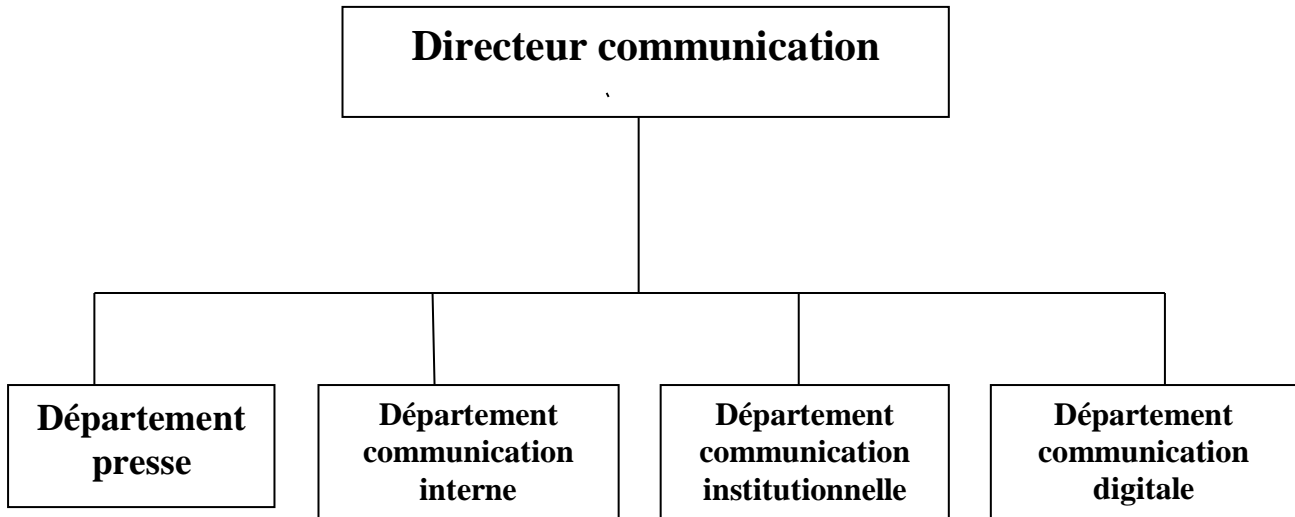 Directeur communication
Département
presse
Département
communication
interne
Département
communication
institutionnelle
Département
communication
digitale